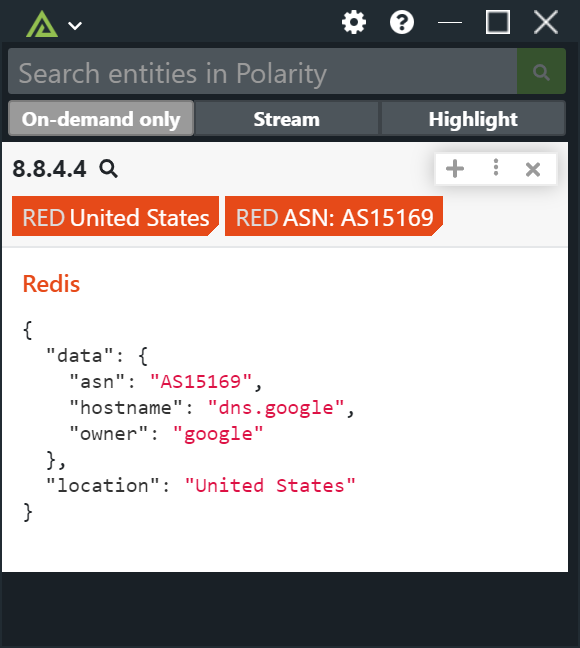 Search entities in Polarity
On-demand only Stream Highlight
8.8.4.4
RED United States RED ASN: AS15169
Redis
{
  "data": {
    "asn": "AS15169",
    "hostname": "dns.google",
    "owner": "google"
  },
  "location": "United States"
}